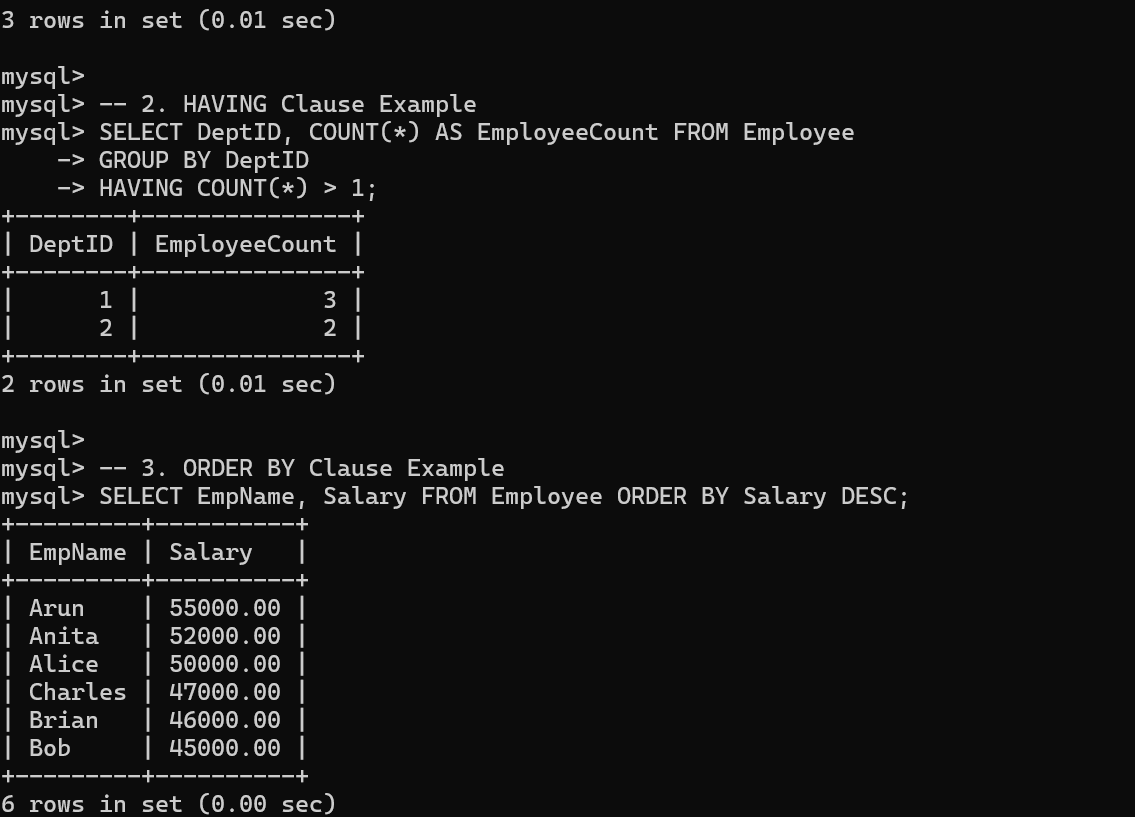 3 rows in set (0.01 sec)
mysql>
mysql> -- 2. HAVING Clause Example
mysql> SELECT DeptID, COUNT(*) AS EmployeeCount FROM Employee
    -> GROUP BY DeptID
    -> HAVING COUNT(*) > 1;
+--------+---------------+
| DeptID | EmployeeCount |
+--------+---------------+
|      1 |             3 |
|      2 |             2 |
+--------+---------------+
2 rows in set (0.01 sec)
mysql>
mysql> -- 3. ORDER BY Clause Example
mysql> SELECT EmpName, Salary FROM Employee ORDER BY Salary DESC;
+---------+----------+
| EmpName | Salary   |
+---------+----------+
| Arun    | 55000.00 |
| Anita   | 52000.00 |
| Alice   | 50000.00 |
| Charles | 47000.00 |
| Brian   | 46000.00 |
| Bob     | 45000.00 |
+---------+----------+
6 rows in set (0.00 sec)